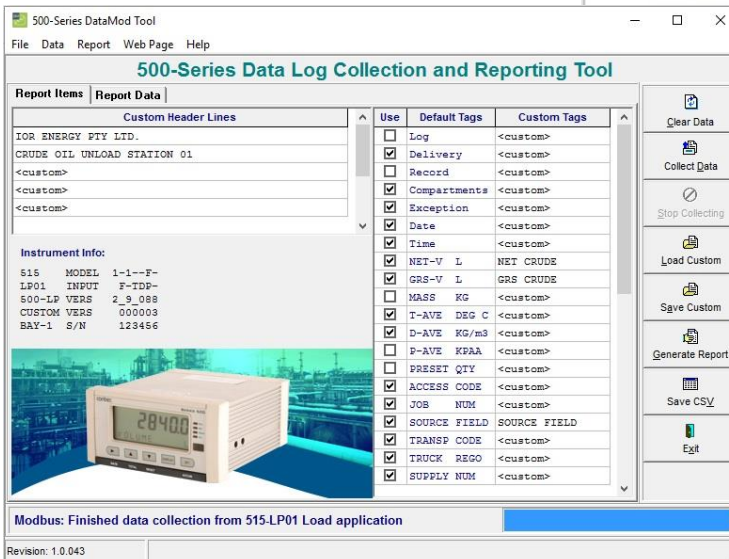 500-Series DataMod Tool
File Data Report Web Page Help
500-Series Data Log Collection and Reporting Tool
Report Items Report Data
Custom Header Lines
IOR ENERGY PTY LTD.
CRUDE OIL UNLOAD STATION 01
<custom>
<custom>
<custom>
Instrument Info:
515 MODEL 1-1--F-
LP01 INPUT F-TDP-
500-LP VERS 2_9_088
CUSTOM VERS 000003
BAY-1 S/N 123456
2840.0
VOLUME
Use Default Tags Custom Tags
Log <custom>
Delivery <custom>
Record <custom>
Compartments <custom>
Exception <custom>
Date <custom>
Time <custom>
NET-V L NET CRUDE
GRS-V L GRS CRUDE
MASS KG <custom>
T-AVE DEG C <custom>
D-AVE KG/m3 <custom>
P-AVE KPAA <custom>
PRESET QTY <custom>
ACCESS CODE <custom>
JOB NUM <custom>
SOURCE FIELD SOURCE FIELD
TRANSP CODE <custom>
TRUCK REGO <custom>
SUPPLY NUM <custom>
Clear Data
Collect Data
Stop Collecting
Load Custom
Save Custom
Generate Report
Save CSV
Exit
Modbus: Finished data collection from 515-LP01 Load application
Revision: 1.0.043